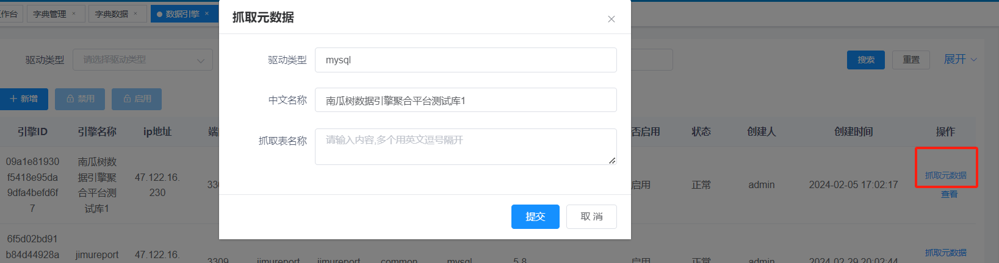 作台 字典管理 × 字典数据 × 数据引擎 ×
抓取元数据
驱动类型 请选择驱动类型 搜索 重置 展开
驱动类型 mysql
新增 禁用 启用
中文名称 南瓜树数据引擎聚合平台测试库1
引擎ID 引擎名称 ip地址 端 否启用 状态 创建人 创建时间 操作
抓取表名称 请输入内容,多个用英文逗号隔开
09a1e81930
f5418e95da
9dfa4befd6f
7
南瓜树数
据引擎聚
合平台测
试库1
47.122.16.
230
330
启用 正常 admin 2024-02-05 17:02:17 抓取元数据
查看
提交 取 消
6f5d02bd91
b84d44928a
jimureport 47.122.16. 3309 jimureport jimureport common mysql 5.8 启用 正常 admin 2024-02-29 20:02:44 抓取元数据